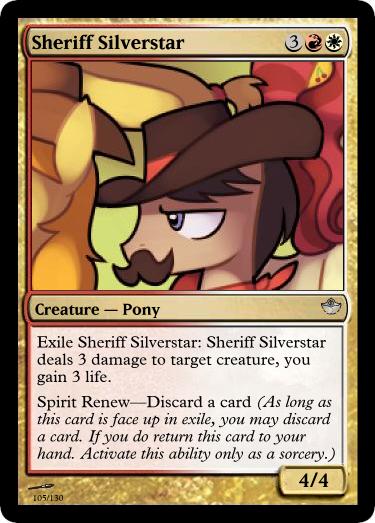 Sheriff Silverstar 3
Creature — Pony
Exile Sheriff Silverstar: Sheriff Silverstar
deals 3 damage to target creature, you
gain 3 life.
Spirit Renew—Discard a card (As long as
this card is face up in exile, you may discard
a card. If you do return this card to your
hand. Activate this ability only as a sorcery.)
4/4
105/130